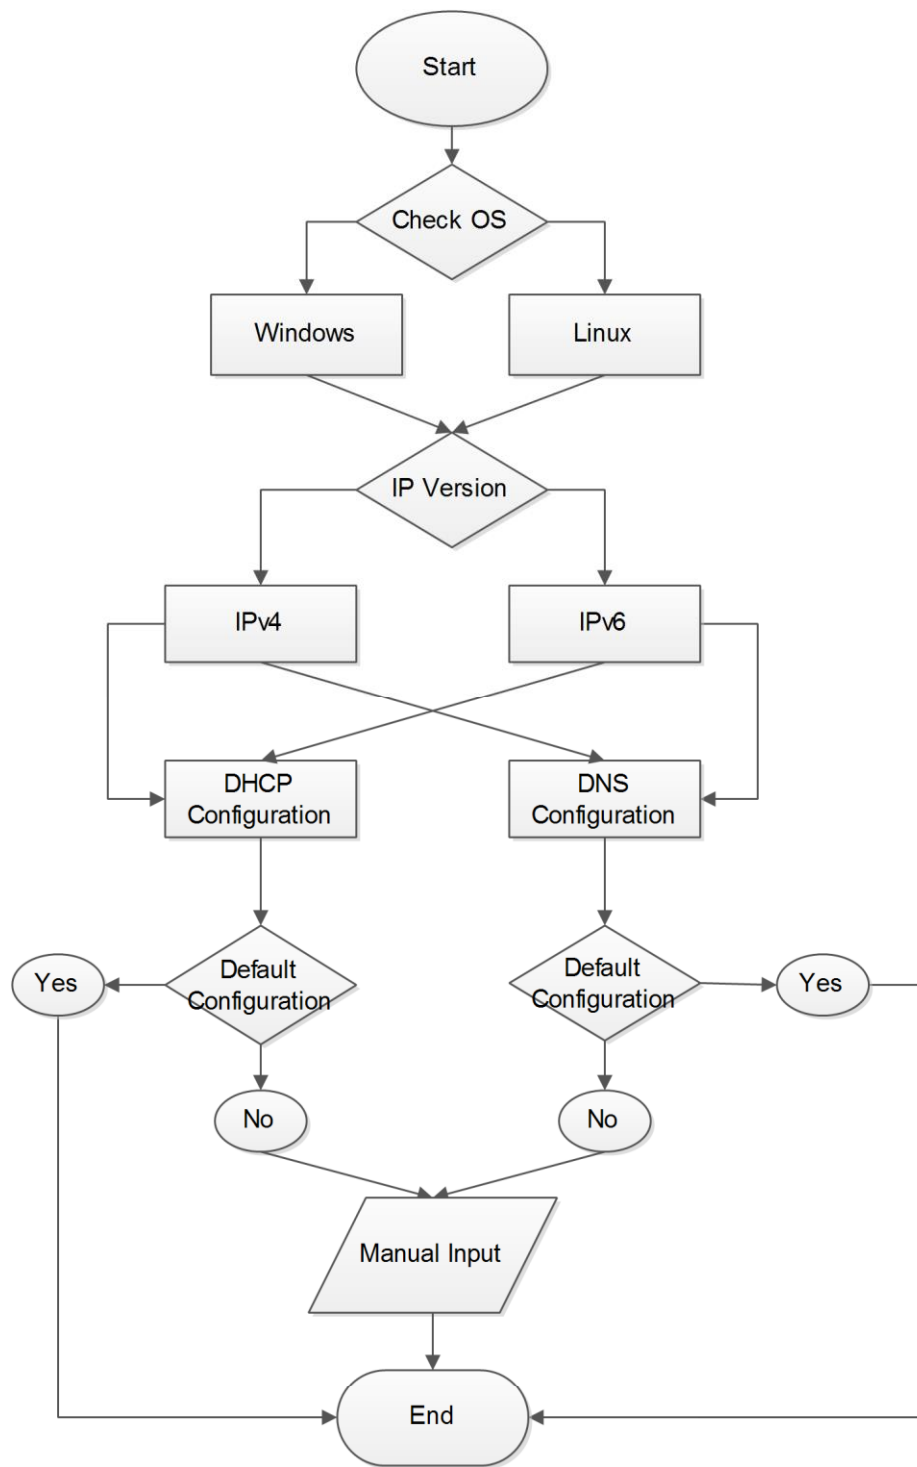 Start
Check OS
Windows
Linux
IP Version
IPv4
IPv6
DHCP
Configuration
DNS
Configuration
Yes
Default
Configuration
Default
Configuration
Yes
No
No
Manual Input
End